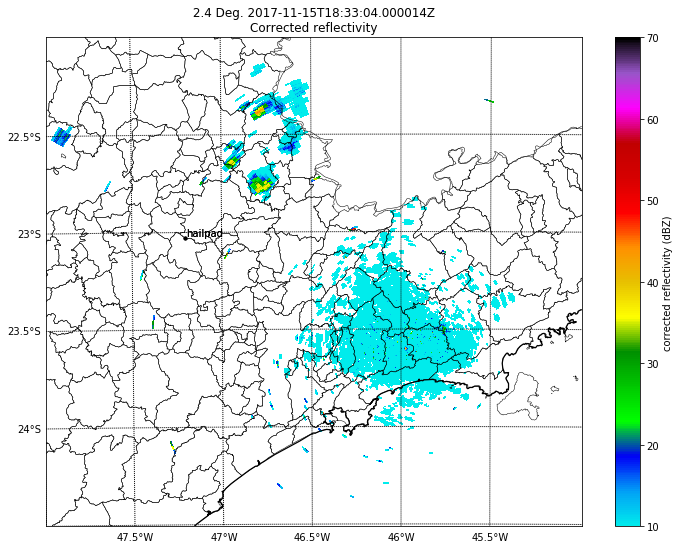 2.4 Deg. 2017-11-15T18:33:04.000014Z
Corrected reflectivity
70
60
50
40
30
20
10
corrected reflectivity (dBZ)
22.5°S
23°S
23.5°S
24°S
hailpad
47.5°W
47°W
46.5°W
46°W
45.5°W